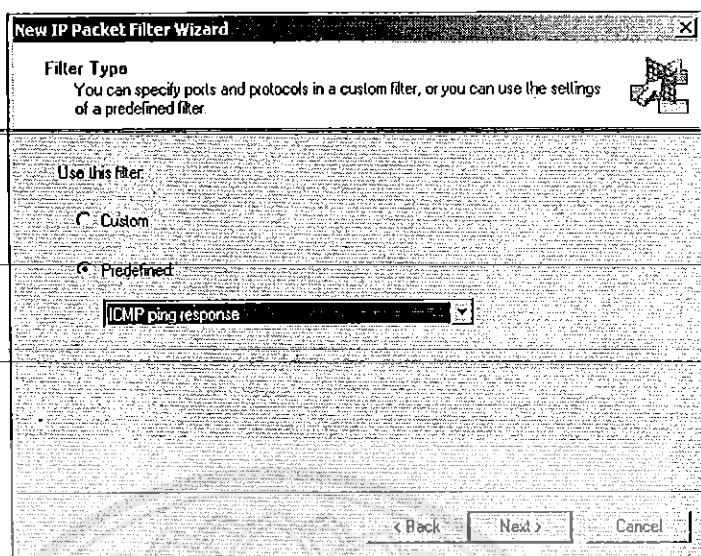 New IP Packet Filter Wizard
Filter Type
You can specify ports and protocols in a custom filter, or you can use the settings
of a predefined filter.
Use this filter:
Custom
Predefined:
ICMP ping response
< Back
Next >
Cancel